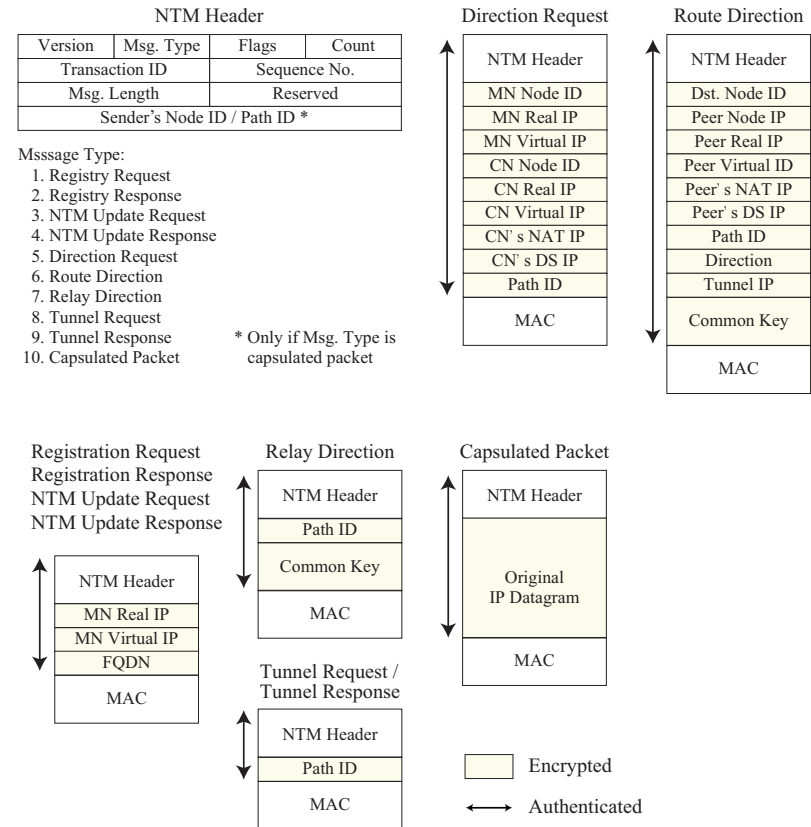 NTM Header
Version Msg. Type Flags Count
Transaction ID Sequence No.
Msg. Length Reserved
Sender's Node ID / Path ID *
Msssage Type:
1. Registry Request
2. Registry Response
3. NTM Update Request
4. NTM Update Response
5. Direction Request
6. Route Direction
7. Relay Direction
8. Tunnel Request
9. Tunnel Response
10. Capsulated Packet
* Only if Msg. Type is
capsulated packet
Direction Request
NTM Header
MN Node ID
MN Real IP
MN Virtual IP
CN Node ID
CN Real IP
CN Virtual IP
CN's NAT IP
CN's DS IP
Path ID
MAC
Route Direction
NTM Header
Dst. Node ID
Peer Node IP
Peer Real IP
Peer Virtual ID
Peer's NAT IP
Peer's DS IP
Path ID
Direction
Tunnel IP
Common Key
MAC
Registration Request
Registration Response
NTM Update Request
NTM Update Response
NTM Header
MN Real IP
MN Virtual IP
FQDN
MAC
Relay Direction
NTM Header
Path ID
Common Key
MAC
Tunnel Request /
Tunnel Response
NTM Header
Path ID
MAC
Capsulated Packet
NTM Header
Original
IP Datagram
MAC
Encrypted
Authenticated